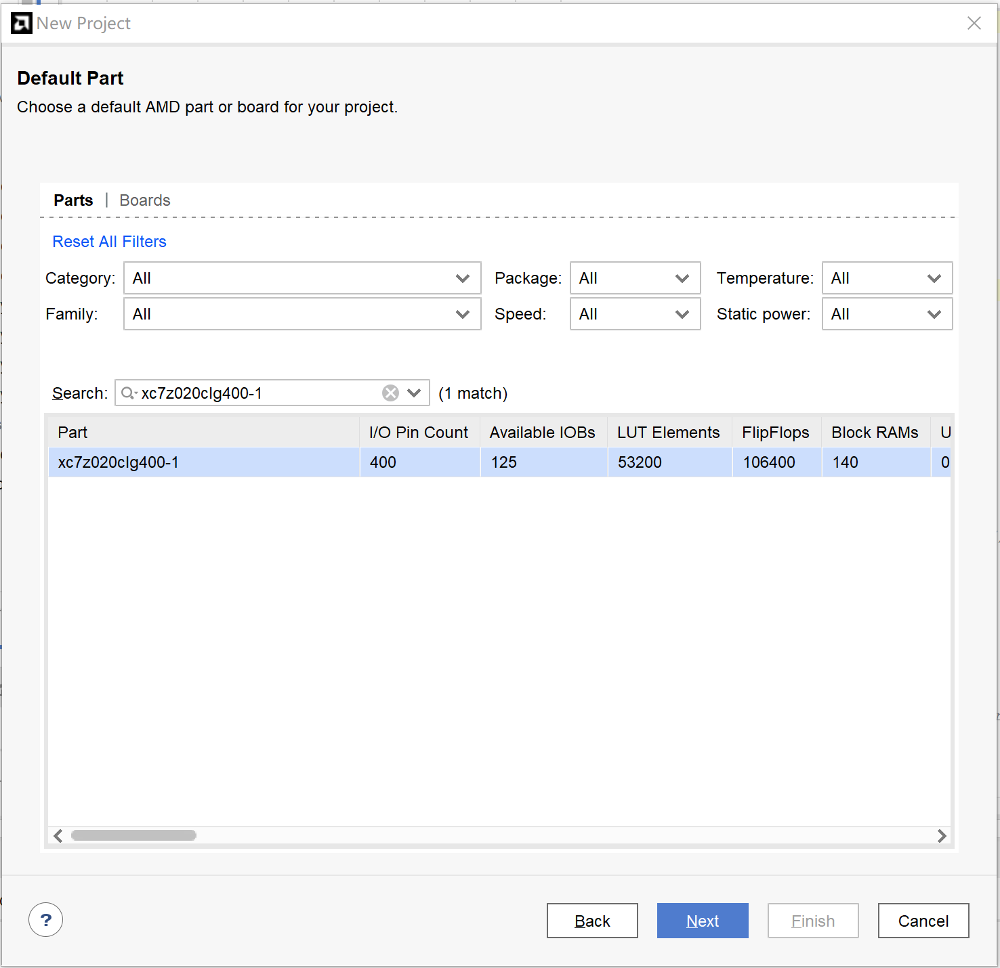 New Project
Default Part
Choose a default AMD part or board for your project.
Parts | Boards
Reset All Filters
Category: All Package: All Temperature: All
Family: All Speed: All Static power: All
Search: xc7z020clg400-1 (1 match)
Part I/O Pin Count Available IOBs LUT Elements FlipFlops Block RAMs U
xc7z020clg400-1 400 125 53200 106400 140 0
? Back Next Finish Cancel